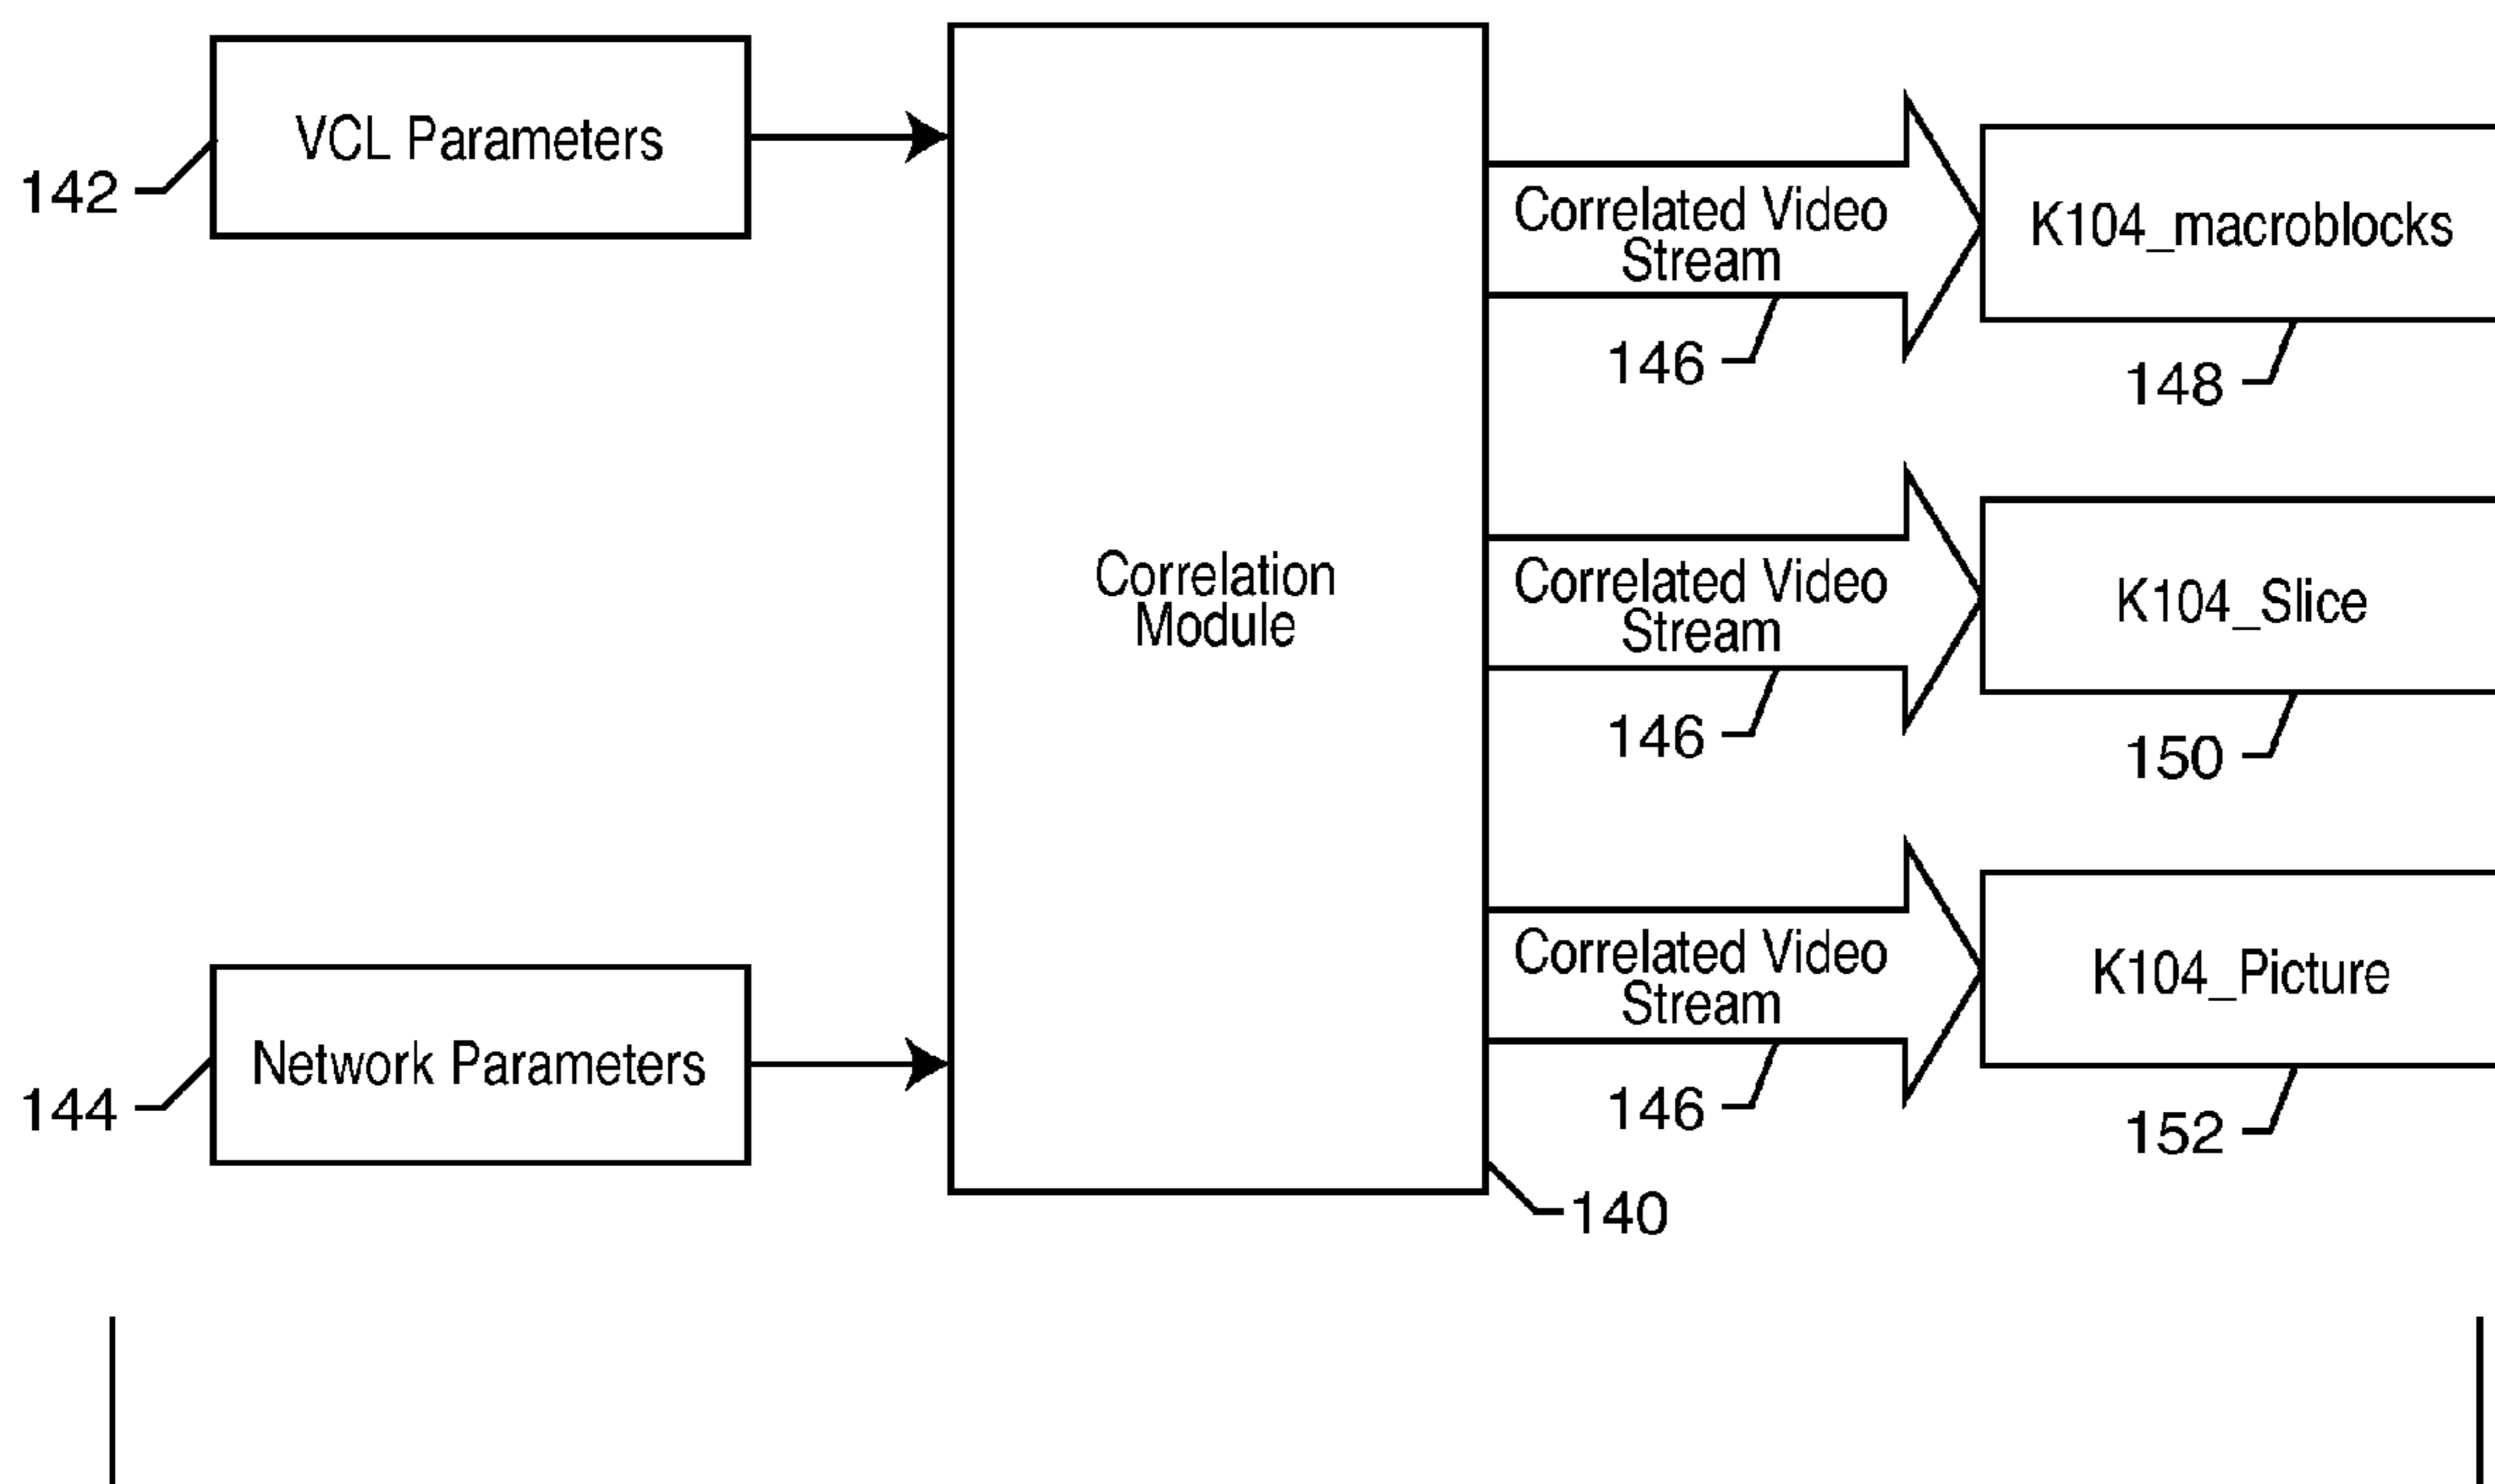 VCL Parameters
142
Correlated Video
Stream
146
K104_macroblocks
148
Correlation
Module
Correlated Video
Stream
146
K104_Slice
150
Network Parameters
144
Correlated Video
Stream
146
K104_Picture
152
140